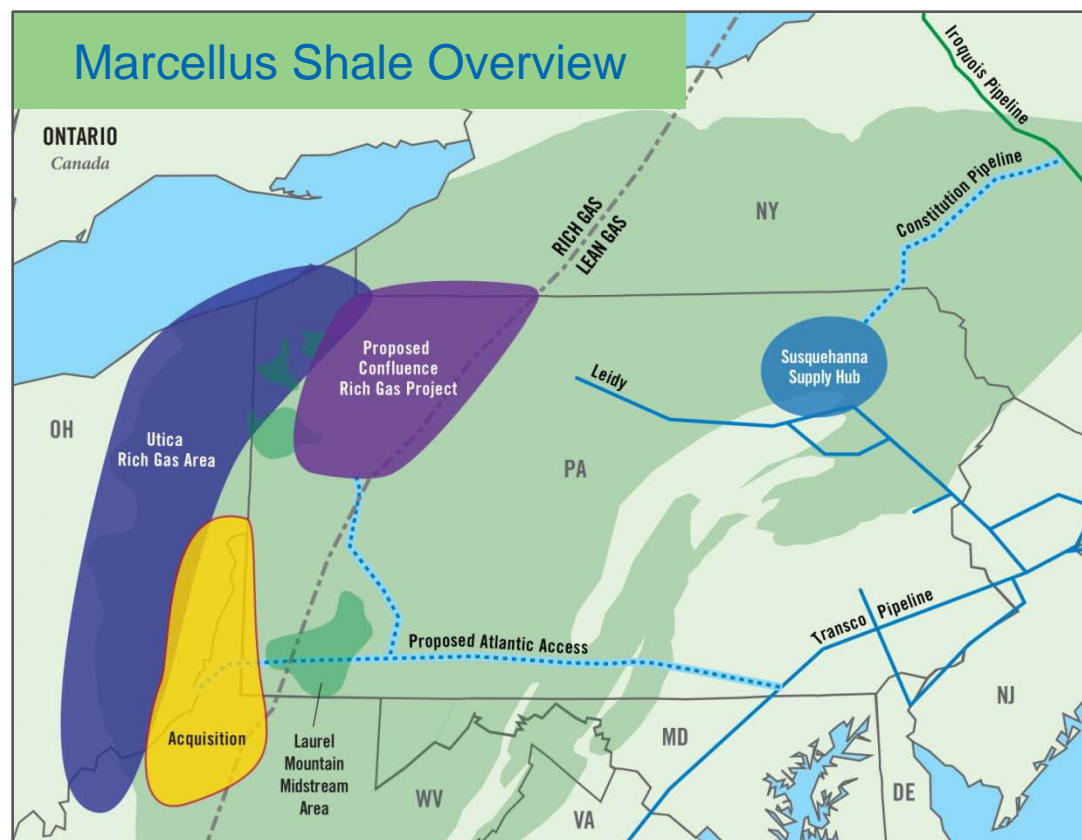 Marcellus Shale Overview
Iroquois Pipeline
ONTARIO
Canada
Constitution Pipeline
NY
RICH GAS
LEAN GAS
Proposed
Confluence
Rich Gas Project
Susquehanna
Supply Hub
Leidy
OH
Utica
Rich Gas Area
PA
Transco Pipeline
Proposed Atlantic Access
NJ
Acquisition
Laurel
Mountain
Midstream
Area
MD
WV
VA
DE